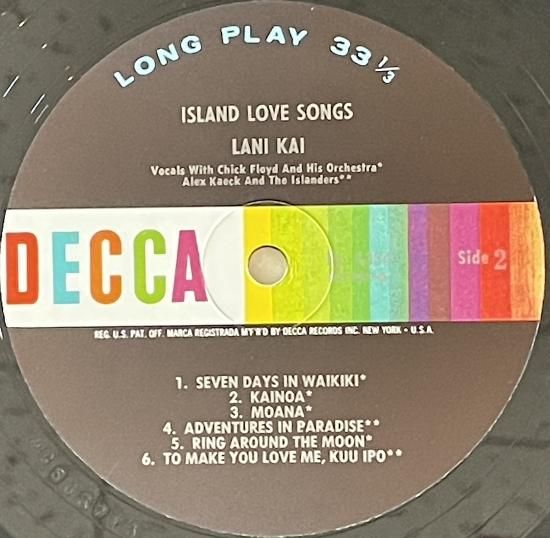 LONG PLAY 33⅓
ISLAND LOVE SONGS
LANI KAI
Vocals With Chick Floyd And His Orchestra*
Alex Kaeck And The Islanders**
DECCA
Side 2
REG. U.S. PAT. OFF. MARCA REGISTRADA M'F'R'D BY DECCA RECORDS INC. NEW YORK • U.S.A.
1. SEVEN DAYS IN WAIKIKI*
2. KAINOA*
3. MOANA*
4. ADVENTURES IN PARADISE**
5. RING AROUND THE MOON*
6. TO MAKE YOU LOVE ME, KUU IPO**